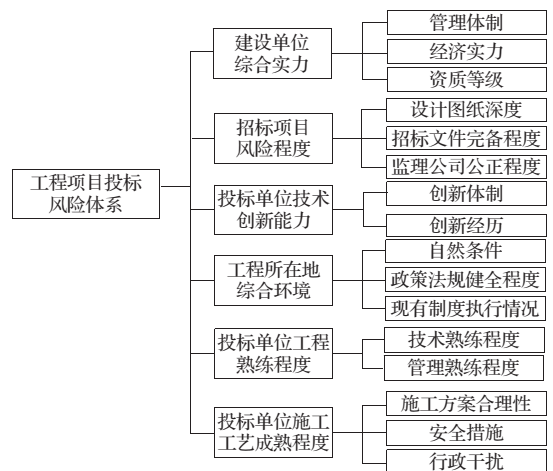 工程项目投标
风险体系
建设单位
综合实力
管理体制
经济实力
资质等级
招标项目
风险程度
设计图纸深度
招标文件完备程度
监理公司公正程度
投标单位技术
创新能力
创新体制
创新经历
工程所在地
综合环境
自然条件
政策法规健全程度
现有制度执行情况
投标单位工程
熟练程度
技术熟练程度
管理熟练程度
投标单位施工
工艺成熟程度
施工方案合理性
安全措施
行政干扰